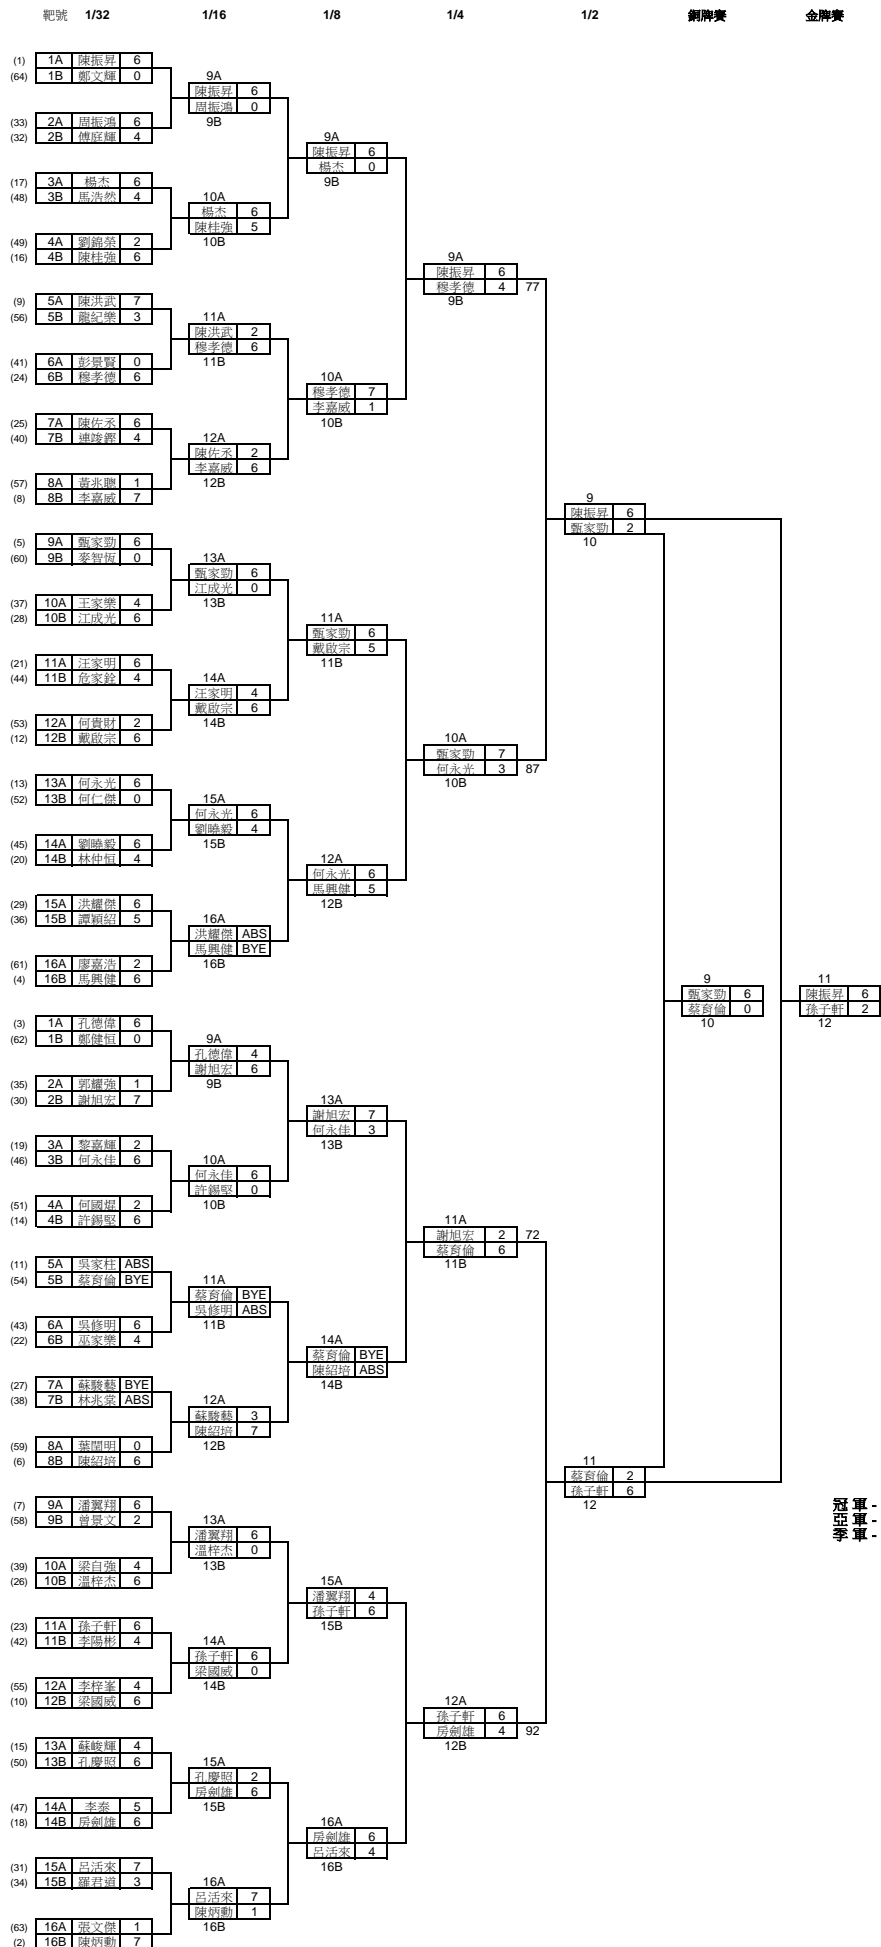 靶號 1/32 1/16 1/8 1/4 1/2 銅牌賽 金牌賽
(1) 1A 陳振昇 6
(64) 1B 鄭文輝 0
9A
陳振昇 6
周振鴻 0
9B
(33) 2A 周振鴻 6
(32) 2B 傅庭輝 4
9A
陳振昇 6
楊杰 0
9B
(17) 3A 楊杰 6
(48) 3B 馬浩然 4
10A
楊杰 6
陳桂強 5
10B
(49) 4A 劉錦榮 2
(16) 4B 陳桂強 6
9A
陳振昇 6
穆孝德 4 77
9B
(9) 5A 陳洪武 7
(56) 5B 龍紀樂 3
11A
陳洪武 2
穆孝德 6
11B
(41) 6A 彭景賢 0
(24) 6B 穆孝德 6
10A
穆孝德 7
李嘉威 1
10B
(25) 7A 陳佐丞 6
(40) 7B 連竣鏗 4
12A
陳佐丞 2
李嘉威 6
12B
(57) 8A 黃兆聰 1
(8) 8B 李嘉威 7
9
陳振昇 6
甄家勁 2
10
(5) 9A 甄家勁 6
(60) 9B 麥智恆 0
13A
甄家勁 6
江成光 0
13B
(37) 10A 王家樂 4
(28) 10B 江成光 6
11A
甄家勁 6
戴啟宗 5
11B
(21) 11A 汪家明 6
(44) 11B 危家銓 4
14A
汪家明 4
戴啟宗 6
14B
(53) 12A 何貴財 2
(12) 12B 戴啟宗 6
10A
甄家勁 7
何永光 3 87
10B
(13) 13A 何永光 6
(52) 13B 何仁傑 0
15A
何永光 6
劉曉毅 4
15B
(45) 14A 劉曉毅 6
(20) 14B 林仲恒 4
12A
何永光 6
馬興健 5
12B
(29) 15A 洪耀傑 6
(36) 15B 譚穎紹 5
16A
洪耀傑 ABS
馬興健 BYE
16B
(61) 16A 廖嘉浩 2
(4) 16B 馬興健 6
9
甄家勁 6
蔡育倫 0
10
11
陳振昇 6
孫子軒 2
12
(3) 1A 孔德偉 6
(62) 1B 鄭健恒 0
9A
孔德偉 4
謝旭宏 6
9B
(35) 2A 郭耀強 1
(30) 2B 謝旭宏 7
13A
謝旭宏 7
何永佳 3
13B
(19) 3A 黎嘉輝 2
(46) 3B 何永佳 6
10A
何永佳 6
許錫堅 0
10B
(51) 4A 何國焜 2
(14) 4B 許錫堅 6
11A
謝旭宏 2 72
蔡育倫 6
11B
(11) 5A 吳家柱 ABS
(54) 5B 蔡育倫 BYE
11A
蔡育倫 BYE
吳修明 ABS
11B
(43) 6A 吳修明 6
(22) 6B 巫家樂 4
14A
蔡育倫 BYE
陳紹培 ABS
14B
(27) 7A 蘇駿藝 BYE
(38) 7B 林兆棠 ABS
12A
蘇駿藝 3
陳紹培 7
12B
(59) 8A 葉閏明 0
(6) 8B 陳紹培 6
11
蔡育倫 2
孫子軒 6
12
(7) 9A 潘翼翔 6
(58) 9B 曾景文 2
13A
潘翼翔 6
溫梓杰 0
13B
冠 軍 -
亞 軍 -
季 軍 -
(39) 10A 梁自強 4
(26) 10B 溫梓杰 6
15A
潘翼翔 4
孫子軒 6
15B
(23) 11A 孫子軒 6
(42) 11B 李陽彬 4
14A
孫子軒 6
梁國威 0
14B
(55) 12A 李梓峯 4
(10) 12B 梁國威 6
12A
孫子軒 6
房劍雄 4 92
12B
(15) 13A 蘇峻輝 4
(50) 13B 孔慶照 6
15A
孔慶照 2
房劍雄 6
15B
(47) 14A 李泰 5
(18) 14B 房劍雄 6
16A
房劍雄 6
呂活來 4
16B
(31) 15A 呂活來 7
(34) 15B 羅君道 3
16A
呂活來 7
陳炳勳 1
16B
(63) 16A 張文傑 1
(2) 16B 陳炳勳 7